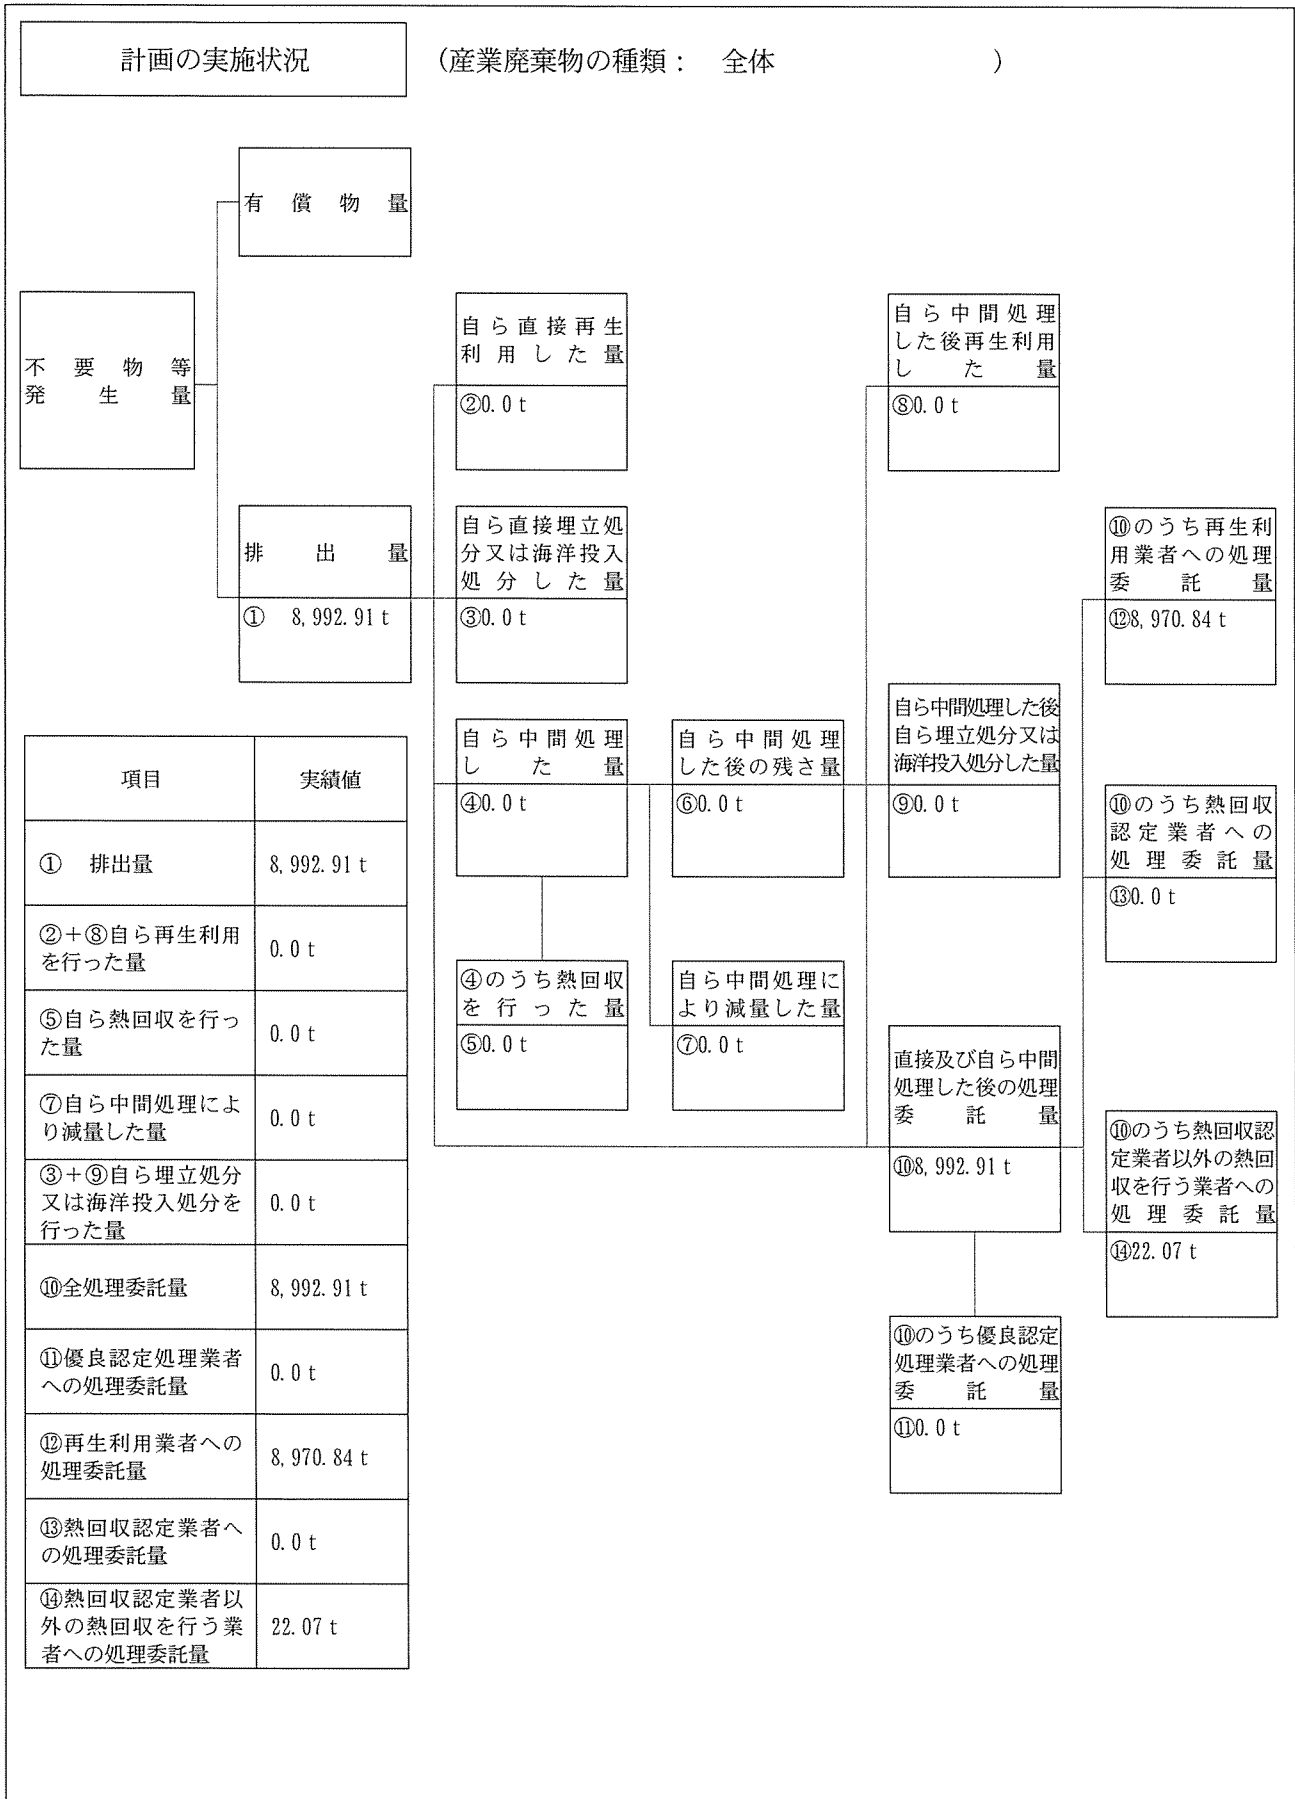 計画の実施状況
(産業廃棄物の種類： 全体 )
有償物量
不要物等
発生量
排出量
① 8,992.91t
自ら直接再生
利用した量
②0.0t
自ら直接埋立処
分又は海洋投入
処分した量
③0.0t
自ら中間処理
した量
④0.0t
④のうち熱回収
を行った量
⑤0.0t
自ら中間処理
した後の残さ量
⑥0.0t
自ら中間処理に
より減量した量
⑦0.0t
自ら中間処理
した後再生利用
した量
⑧0.0t
自ら中間処理した後
自ら埋立処分又は
海洋投入処分した量
⑨0.0t
直接及び自ら中間
処理した後の処理
委託量
⑩8,992.91t
⑩のうち優良認定
処理業者への処理
委託量
⑪0.0t
⑩のうち再生利
用業者への処理
委託量
⑫8,970.84t
⑩のうち熱回収
認定業者への
処理委託量
⑬0.0t
⑩のうち熱回収認
定業者以外の熱回
収を行う業者への
処理委託量
⑭22.07t
項目 実績値
① 排出量 8,992.91t
②＋⑧自ら再生利用
を行った量
0.0t
⑤自ら熱回収を行っ
た量
0.0t
⑦自ら中間処理によ
り減量した量
0.0t
③＋⑨自ら埋立処分
又は海洋投入処分を
行った量
0.0t
⑩全処理委託量 8,992.91t
⑪優良認定処理業者
への処理委託量
0.0t
⑫再生利用業者への
処理委託量
8,970.84t
⑬熱回収認定業者へ
の処理委託量
0.0t
⑭熱回収認定業者以
外の熱回収を行う業
者への処理委託量
22.07t